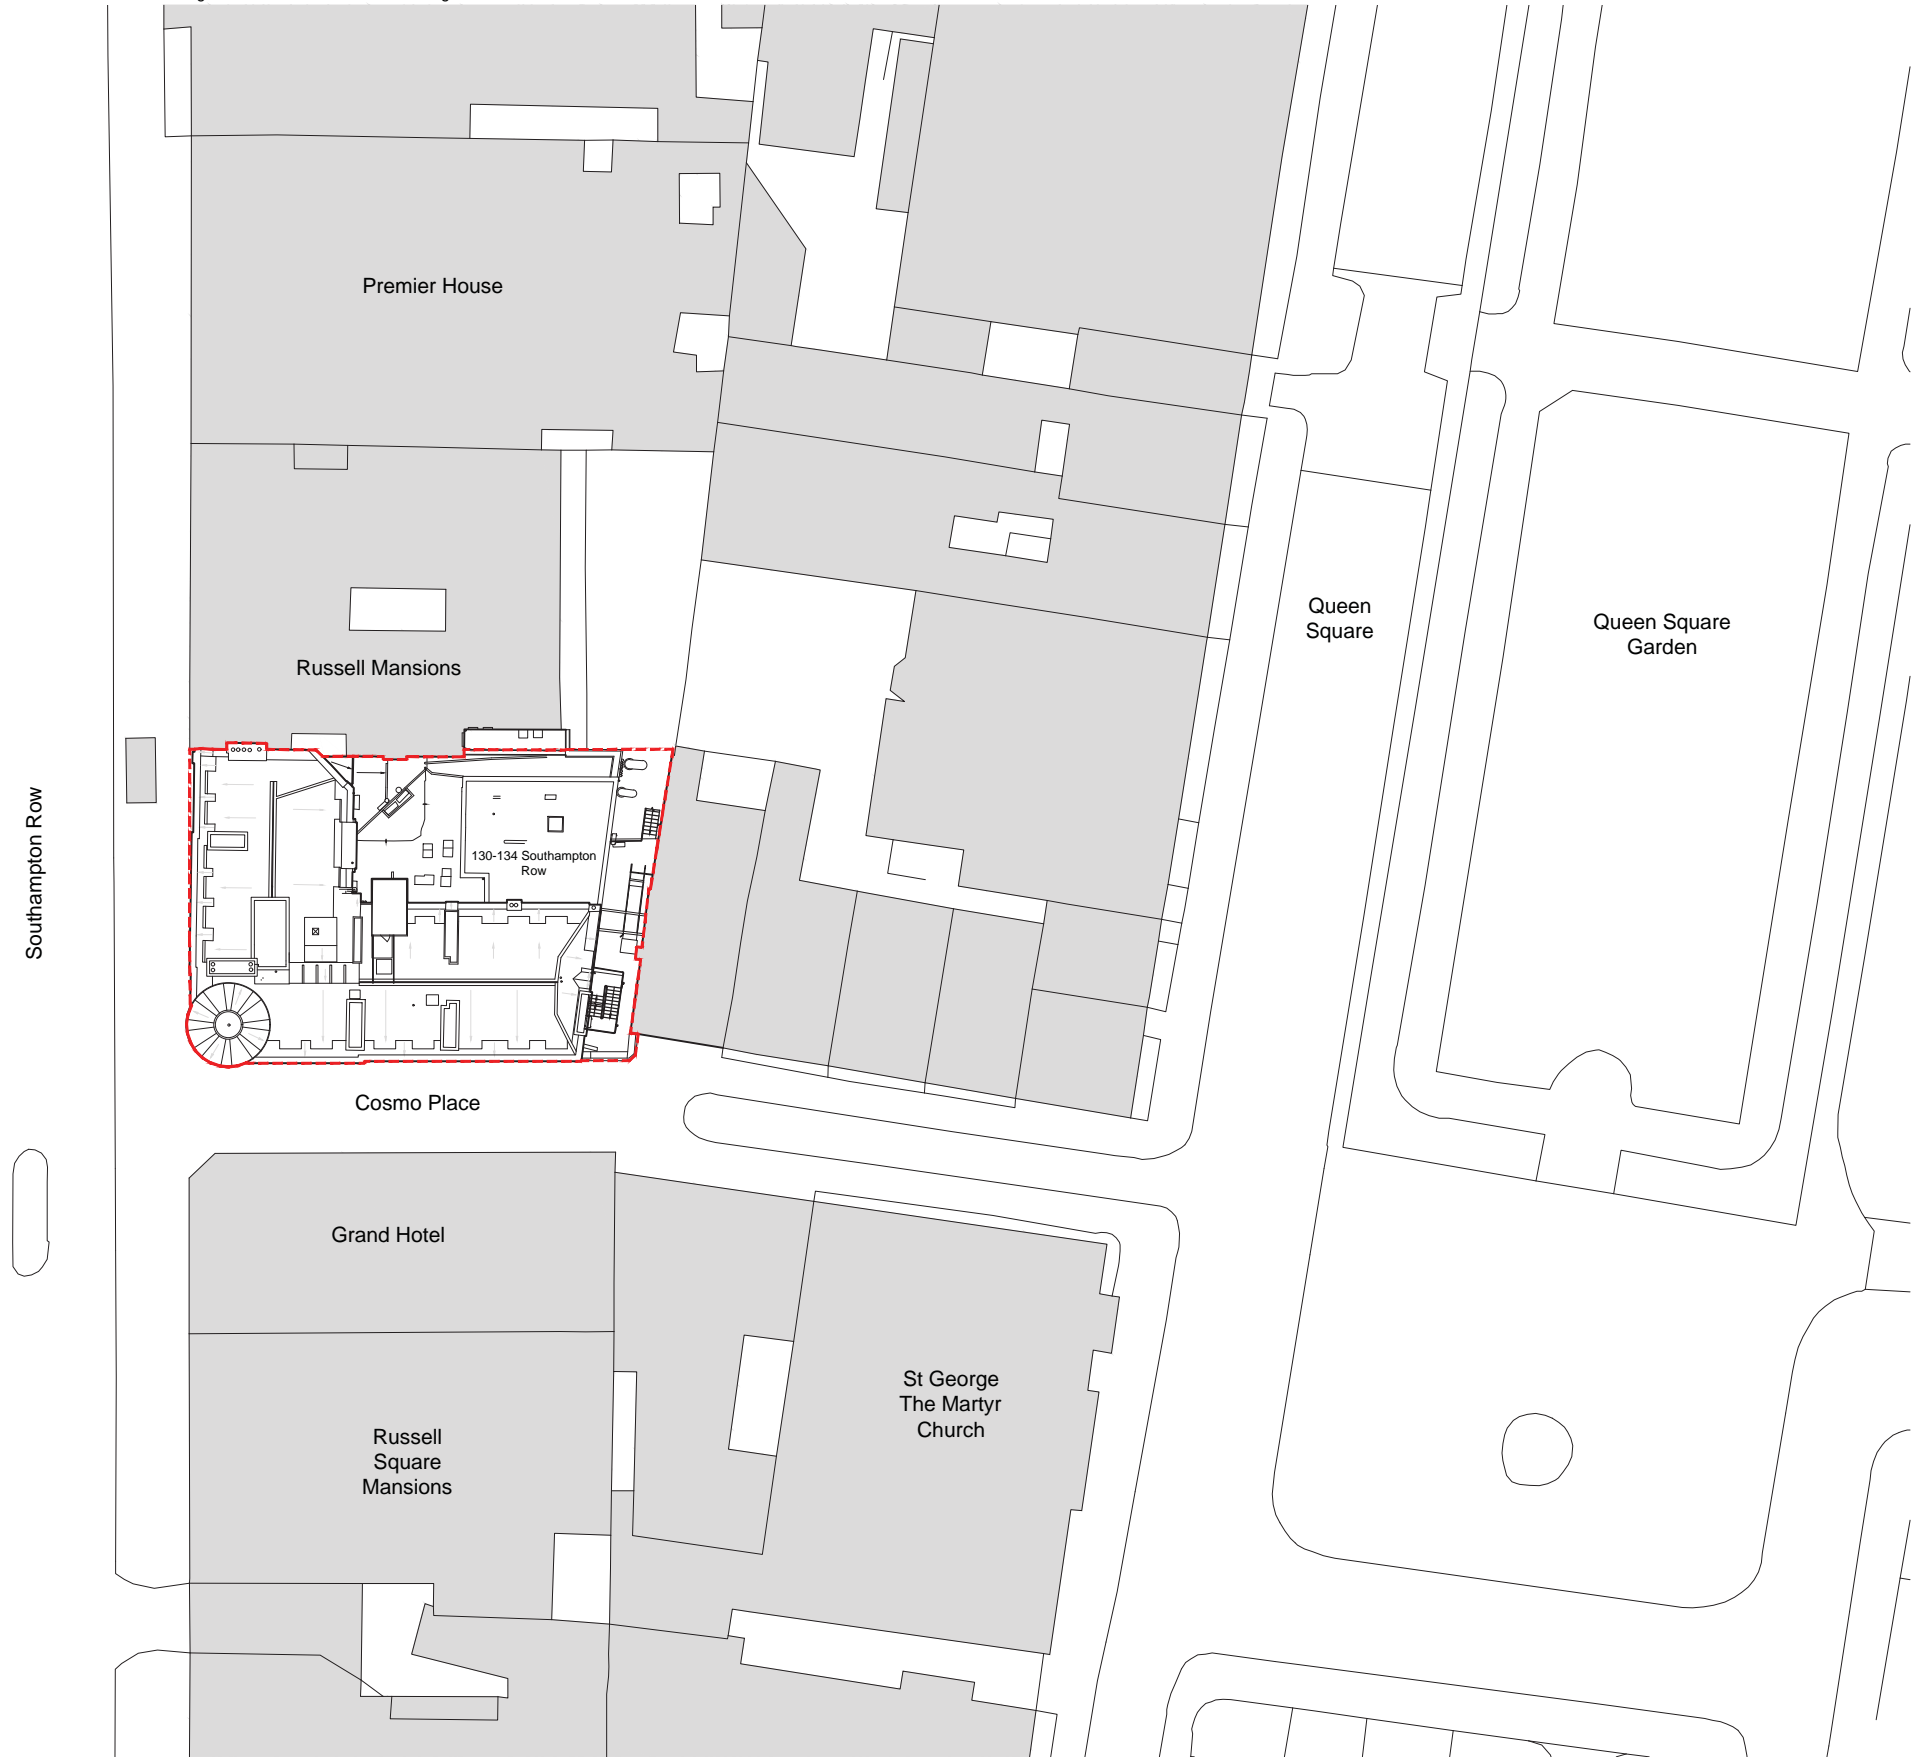 Premier House
Queen
Square
Queen Square
Garden
Russell Mansions
Southampton Row
130-134 Southampton
Row
Cosmo Place
Grand Hotel
St George
The Martyr
Church
Russell
Square
Mansions